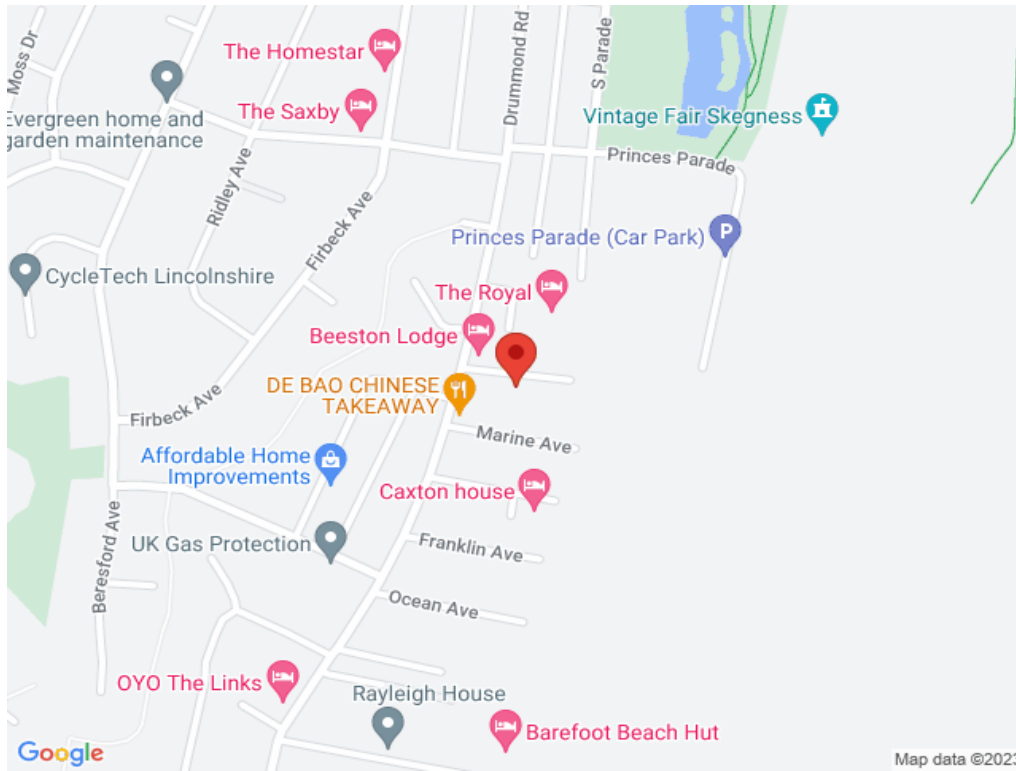 Moss Dr
The Homestar
Drummond Rd
S Parade
The Saxby
Vintage Fair Skegness
Evergreen home and
garden maintenance
Princes Parade
Ridley Ave
Firbeck Ave
Princes Parade (Car Park)
P
CycleTech Lincolnshire
The Royal
Beeston Lodge
DE BAO CHINESE
TAKEAWAY
Firbeck Ave
Marine Ave
Affordable Home
Improvements
Caxton house
UK Gas Protection
Franklin Ave
Beresford Ave
Ocean Ave
OYO The Links
Rayleigh House
Barefoot Beach Hut
Google
Map data ©2023